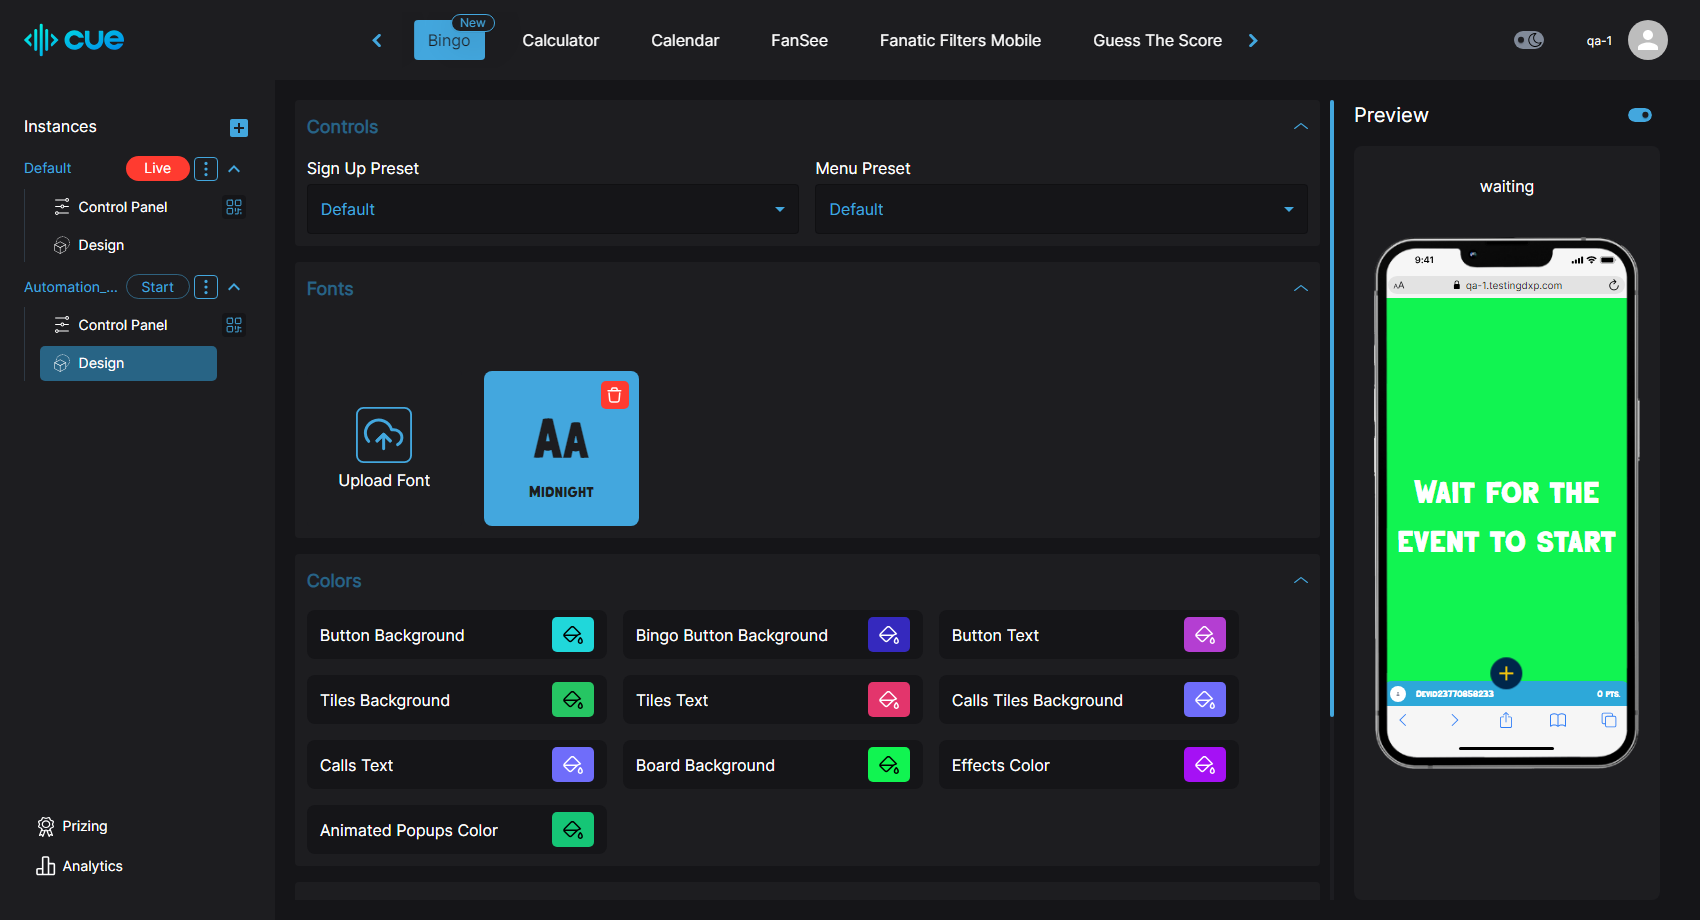 cue
Bingo
New
Calculator
Calendar
FanSee
Fanatic Filters Mobile
Guess The Score
qa-1
Instances
Default
Live
Control Panel
Design
Automation_...
Start
Control Panel
Design
Prizing
Analytics
Controls
Sign Up Preset
Menu Preset
Default
Default
Fonts
Upload Font
Aa
Midnight
Colors
Button Background
Bingo Button Background
Button Text
Tiles Background
Tiles Text
Calls Tiles Background
Calls Text
Board Background
Effects Color
Animated Popups Color
Preview
waiting
9:41
AA
qa-1.testingdxp.com
Wait for the
event to start
Devid23770858233
0 pts.